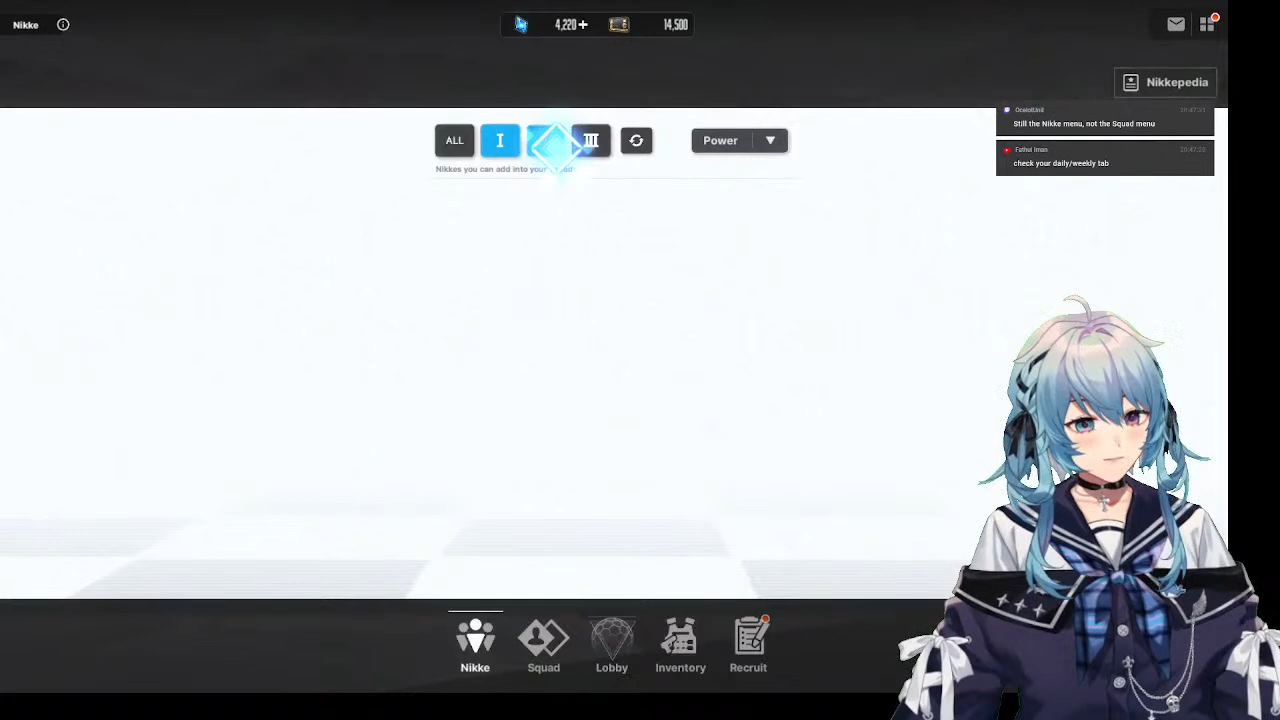 Nikke
4,220+
14,500
Nikkepedia
OcelotUnit
Still the Nikke menu, not the Squad menu
Fathul Iman
check your daily/weekly tab
ALL
I
III
Power
Nikkes you can add into your
Nikke
Squad
Lobby
Inventory
Recruit